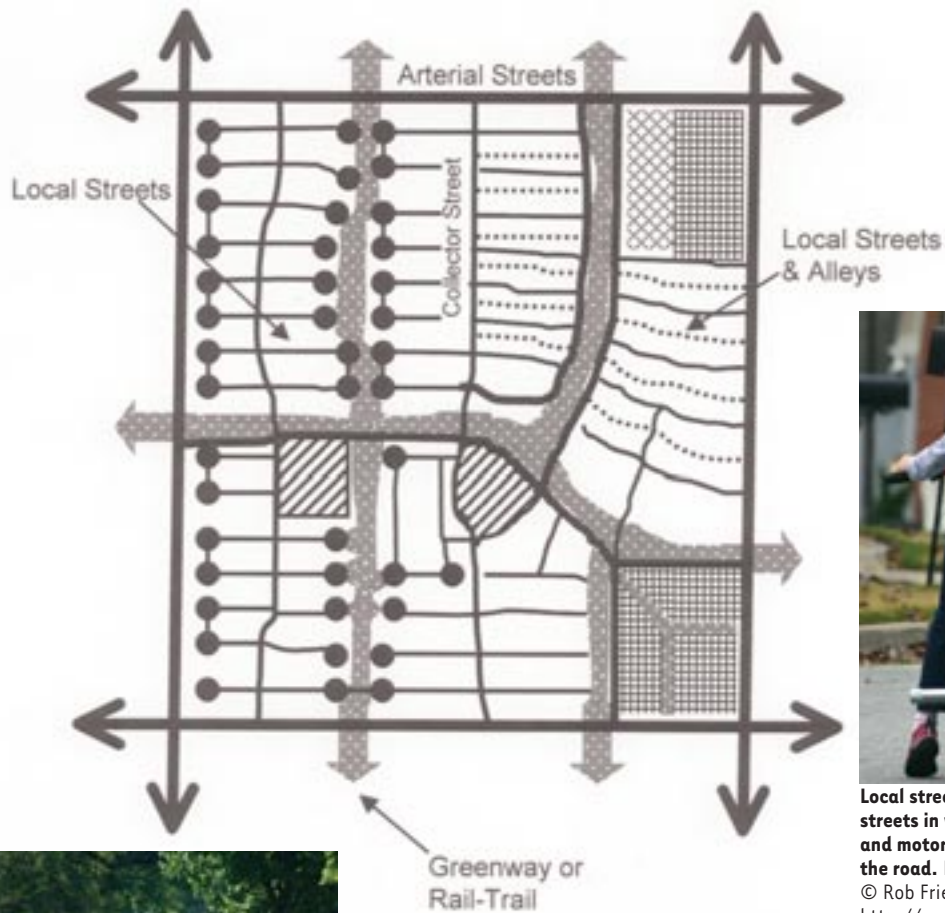 Arterial Streets
Local Streets
Collector Street
Local Streets
& Alleys
Greenway or
Rail-Trail
Local
streets in
and motor
the road.
© Rob Frie